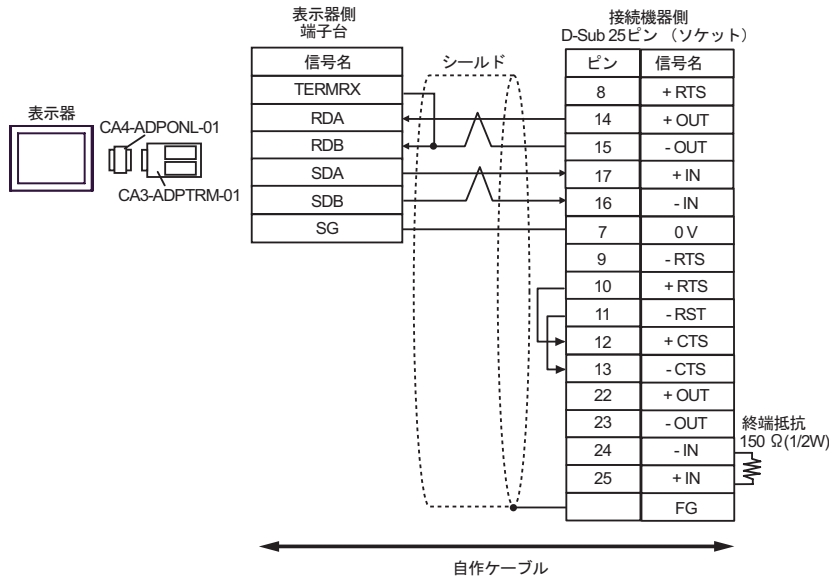 表示器
CA4-ADPONL-01
CA3-ADPTRM-01
表示器側
端子台
信号名
TERMRX
RDA
RDB
SDA
SDB
SG
シールド
接続機器側
D-Sub 25ピン （ソケット）
ピン 信号名
8 + RTS
14 + OUT
15 - OUT
17 + IN
16 - IN
7 0 V
9 - RTS
10 + RTS
11 - RST
12 + CTS
13 - CTS
22 + OUT
23 - OUT
24 - IN
25 + IN
FG
終端抵抗
150 Ω(1/2W)
自作ケーブル